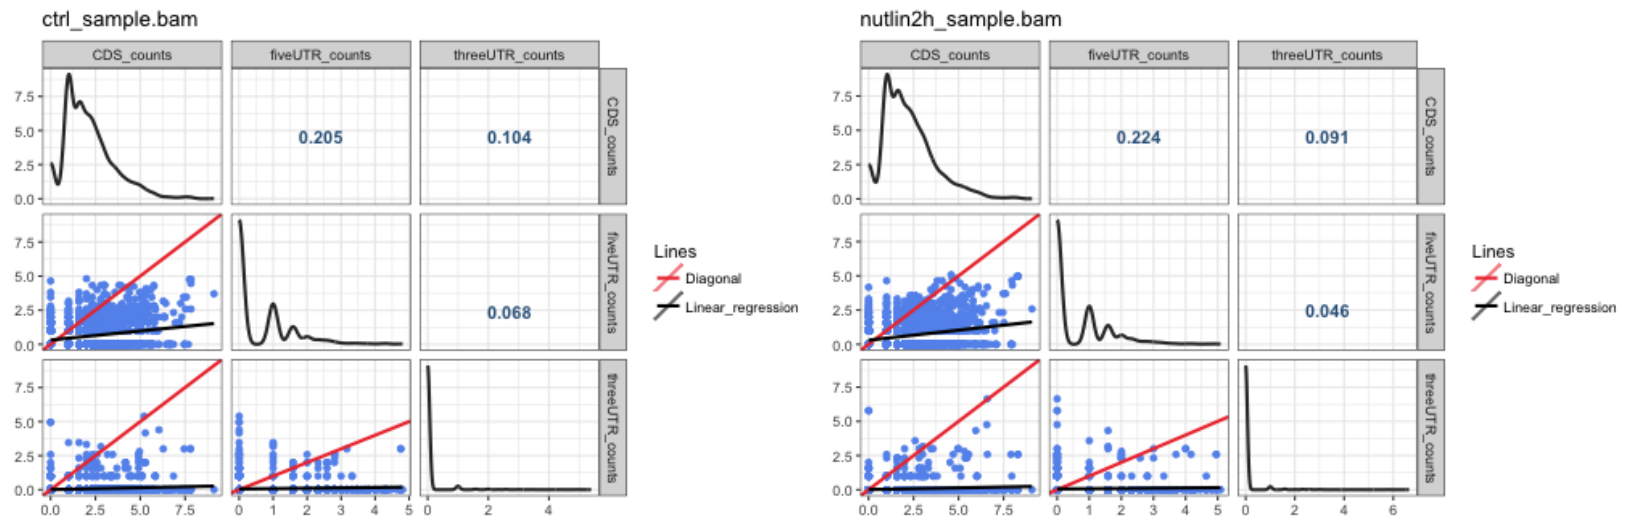 ctrl_sample.bam
CDS_counts fiveUTR_counts threeUTR_counts
7.5
5.0
2.5
0.0
0.205 0.104
CDS_counts
7.5
5.0
2.5
0.0
0.068
fiveUTR_counts
7.5
5.0
2.5
0.0
threeUTR_counts
0.0 2.5 5.0 7.5 0 1 2 3 4 5 0 2 4
Lines
Diagonal
Linear_regression
nutlin2h_sample.bam
CDS_counts fiveUTR_counts threeUTR_counts
7.5
5.0
2.5
0.0
0.224 0.091
CDS_counts
7.5
5.0
2.5
0.0
0.046
fiveUTR_counts
7.5
5.0
2.5
0.0
threeUTR_counts
0.0 2.5 5.0 7.5 0 1 2 3 4 5 0 2 4 6
Lines
Diagonal
Linear_regression